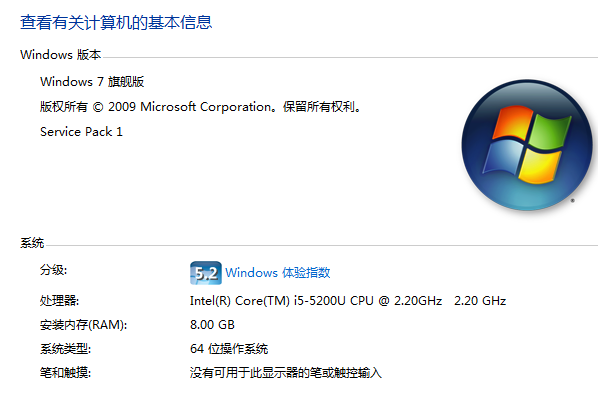 查看有关计算机的基本信息
Windows 版本
Windows 7 旗舰版
版权所有 © 2009 Microsoft Corporation。保留所有权利。
Service Pack 1
系统
分级: 5.2 Windows 体验指数
处理器: Intel(R) Core(TM) i5-5200U CPU @ 2.20GHz 2.20 GHz
安装内存(RAM): 8.00 GB
系统类型: 64 位操作系统
笔和触摸: 没有可用于此显示器的笔或触控输入